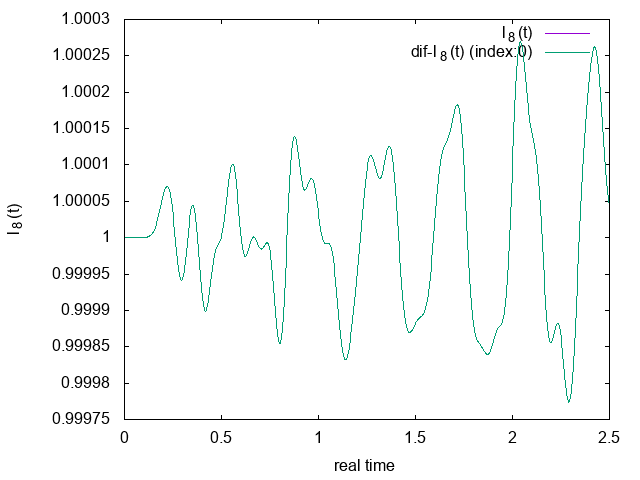 1.0003
1.00025
1.0002
1.00015
1.0001
1.00005
1
0.99995
0.9999
0.99985
0.9998
0.99975
I8(t)
dif-I8(t) (index:0)
I8(t)
0 0.5 1 1.5 2 2.5
real time